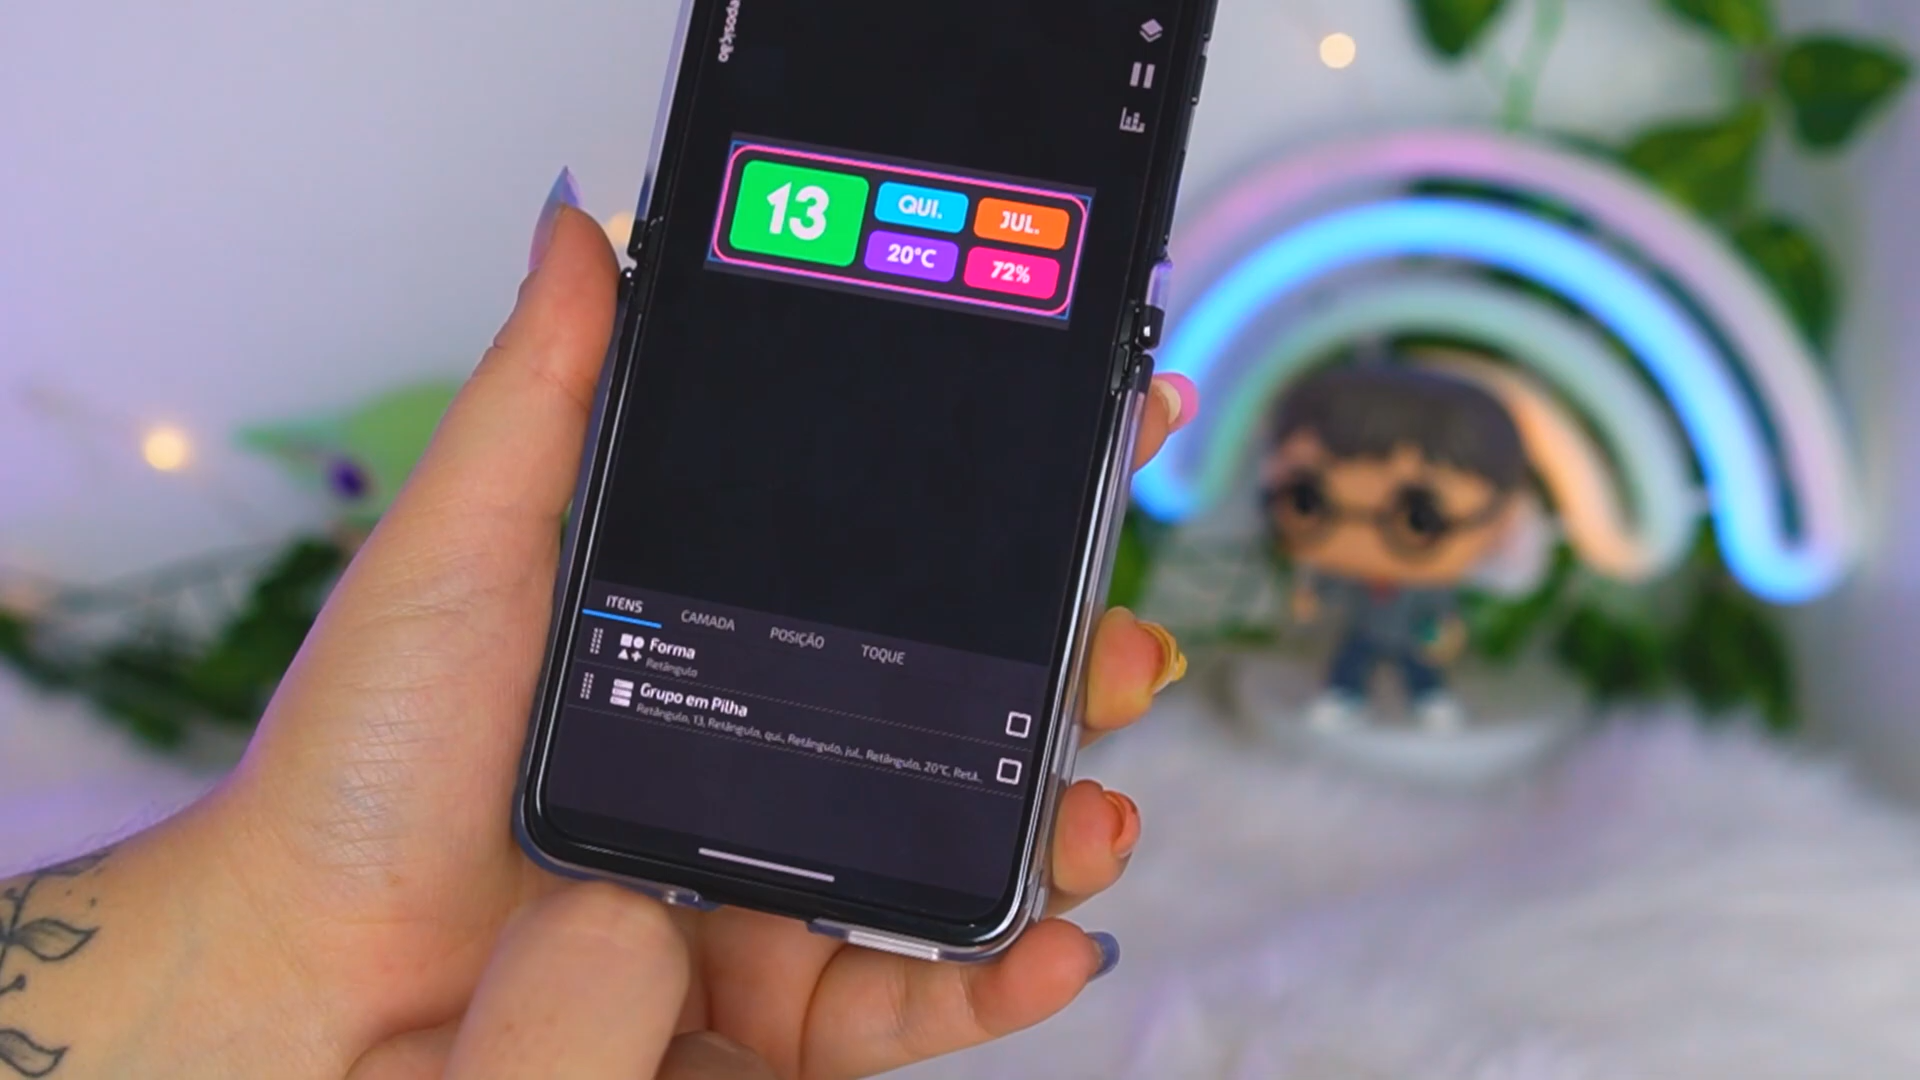 13
QUI.
JUL.
20°C
72%
ITENS
CAMADA
POSIÇÃO
TOQUE
Forma
Retângulo
Grupo em Pilha
Retângulo, 13, Retângulo, qui., Retângulo, jul., Retângulo, 20°C, Retâ..